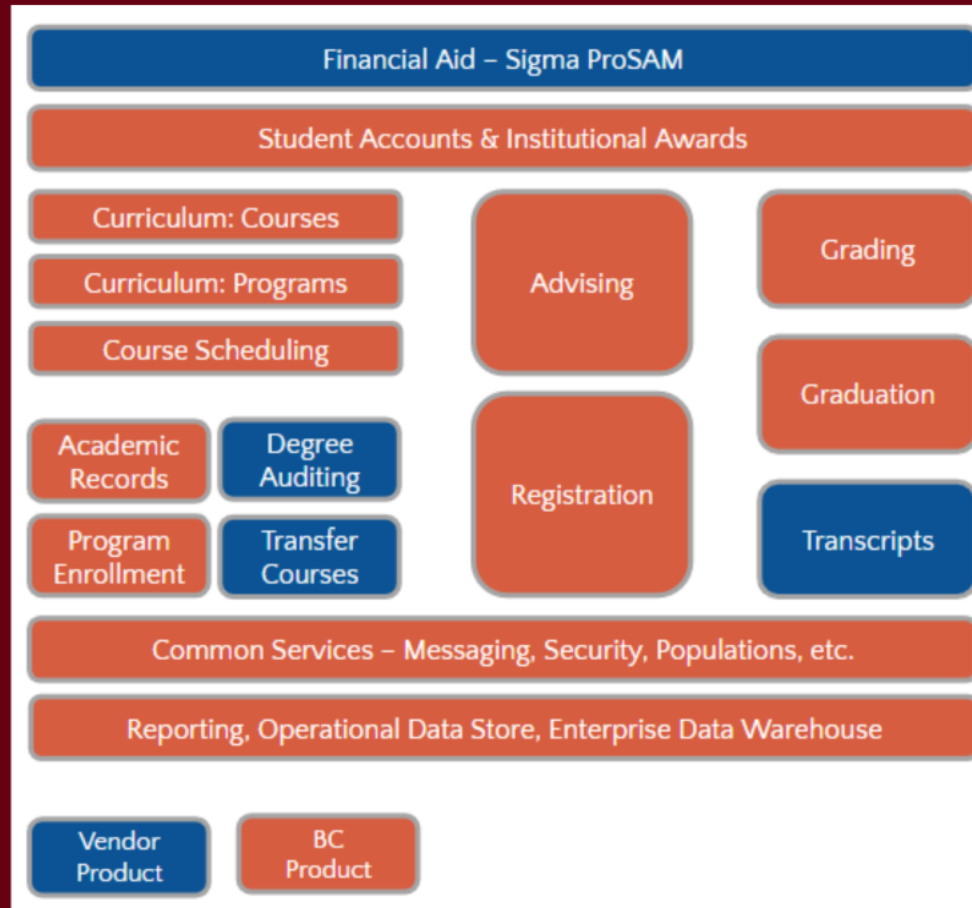 Financial Aid – Sigma ProSAM
Student Accounts & Institutional Awards
Curriculum: Courses
Curriculum: Programs
Course Scheduling
Advising
Grading
Graduation
Academic
Records
Degree
Auditing
Registration
Program
Enrollment
Transfer
Courses
Transcripts
Common Services – Messaging, Security, Populations, etc.
Reporting, Operational Data Store, Enterprise Data Warehouse
Vendor
Product
BC
Product